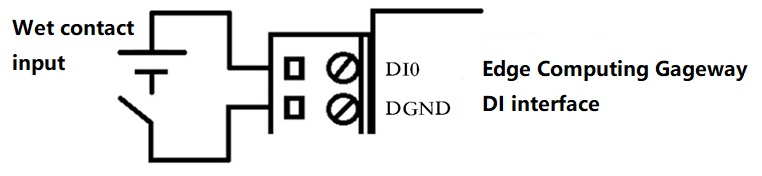 Wet contact
input
DI0
DGND
Edge Computing Gageway
DI interface